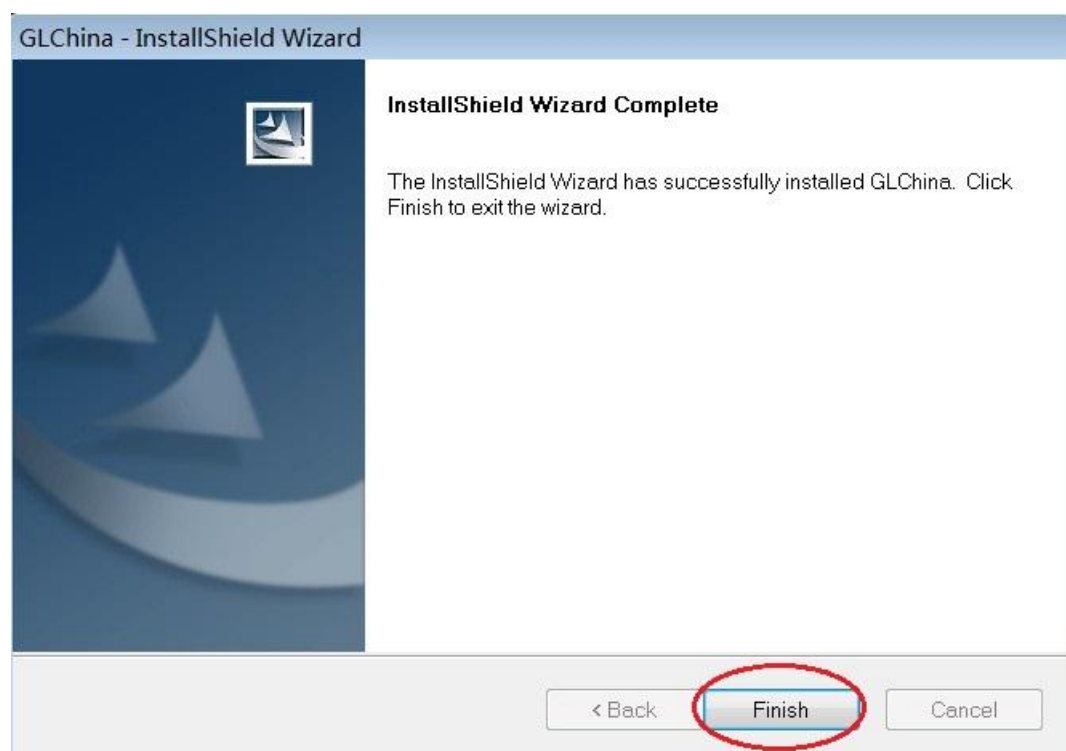 GLChina - InstallShield Wizard
InstallShield Wizard Complete
The InstallShield Wizard has successfully installed GLChina. Click
Finish to exit the wizard.
< Back
Finish
Cancel